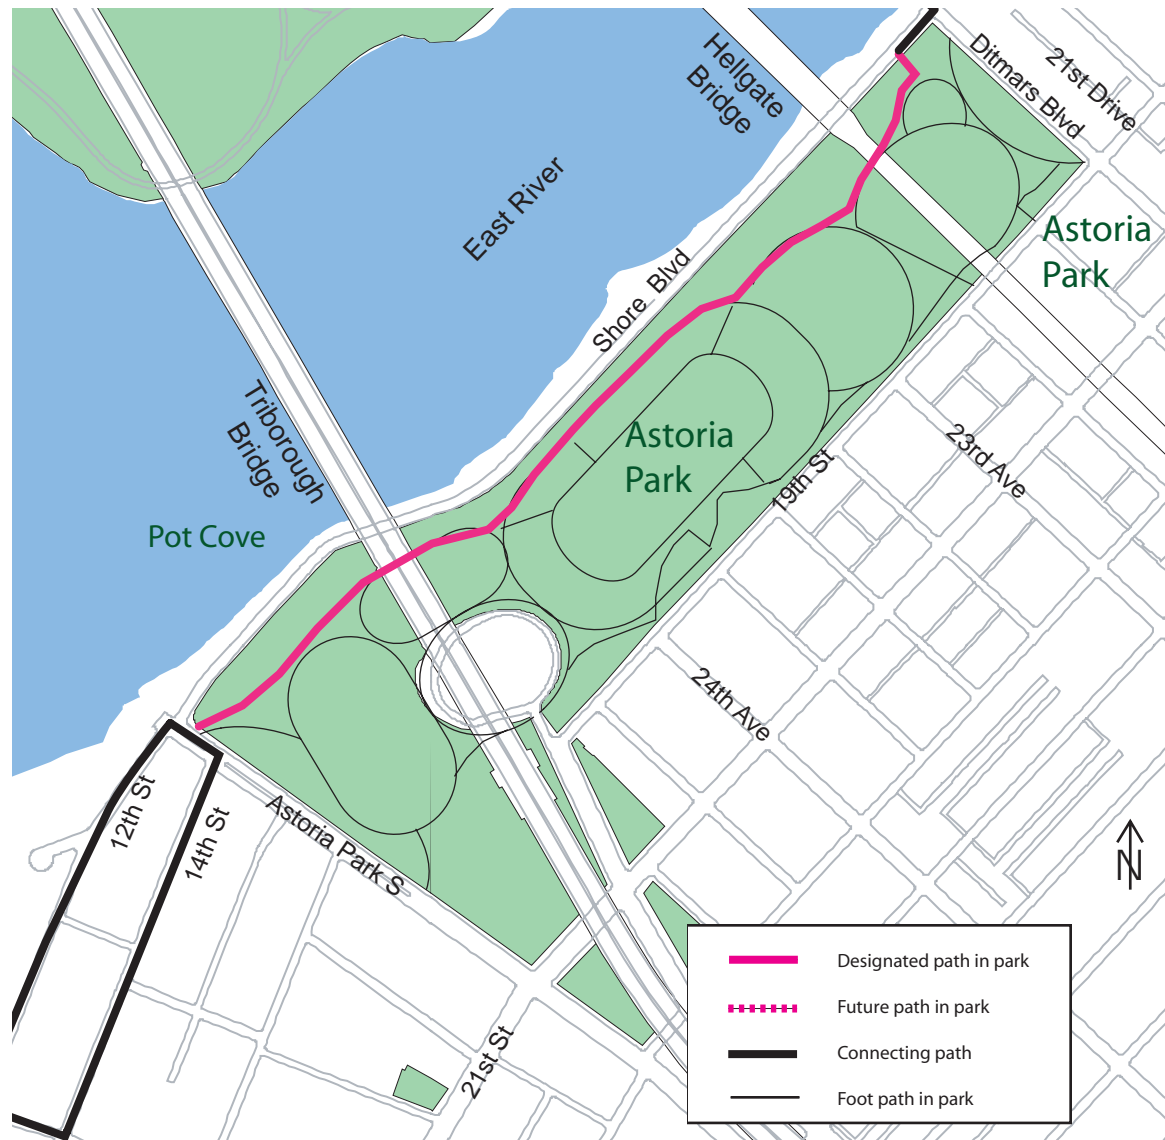 Hellgate
Bridge
Ditmars Blvd
21st Drive
East River
Astoria
Park
Shore Blvd
Triborough
Bridge
Astoria
Park
23rd Ave
19th St
Pot Cove
24th Ave
12th St
14th St
Astoria Park S
21st St
N
Designated path in park
Future path in park
Connecting path
Foot path in park